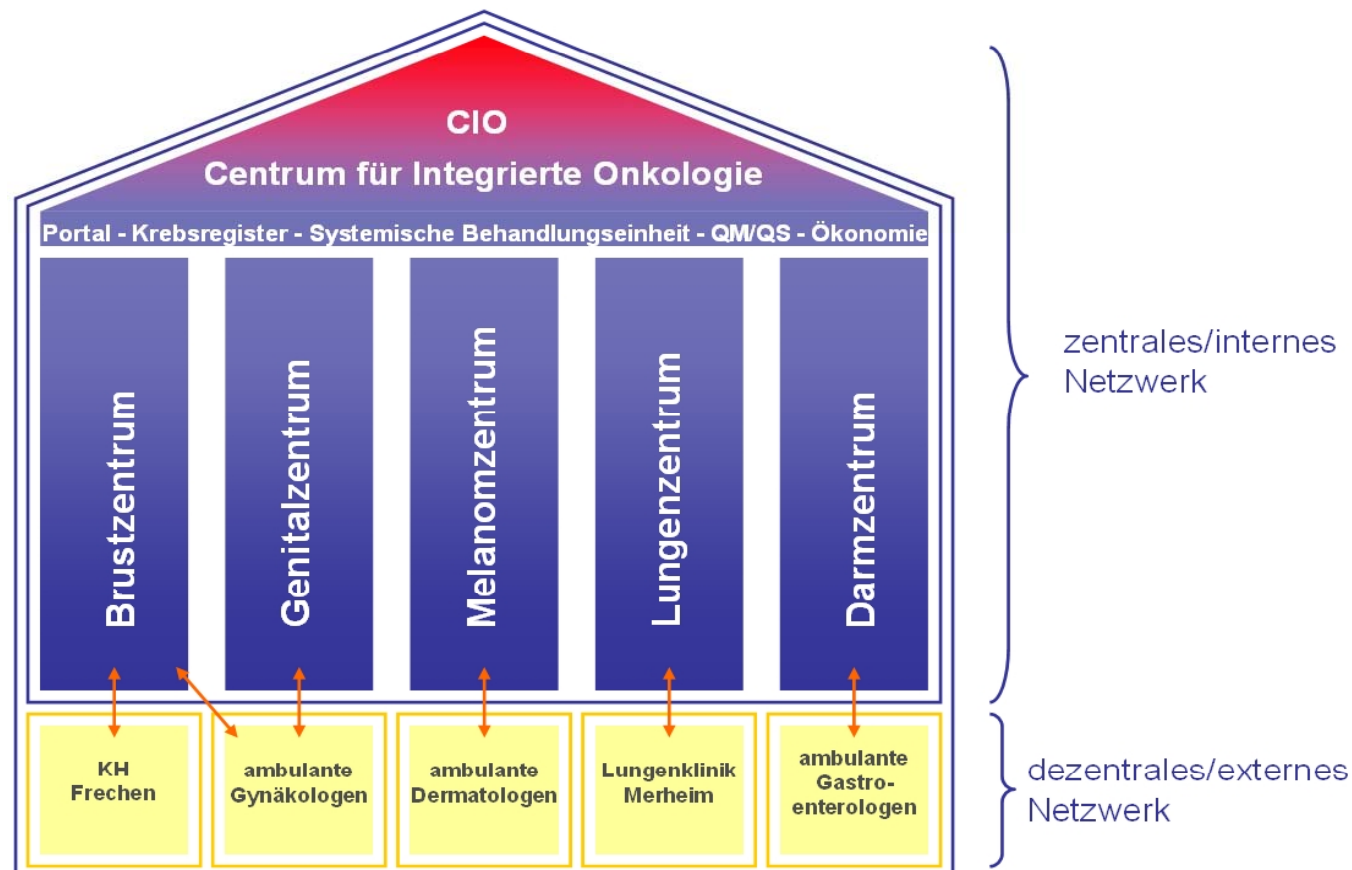 CIO
Centrum für Integrierte Onkologie
Portal - Krebsregister - Systemische Behandlungseinheit - QM/QS - Ökonomie
Brustzentrum
Genitalzentrum
Melanomzentrum
Lungenzentrum
Darmzentrum
zentrales/internes
Netzwerk
KH
Frechen
ambulante
Gynäkologen
ambulante
Dermatologen
Lungenklinik
Merheim
ambulante
Gastro-
enterologen
dezentrales/externes
Netzwerk